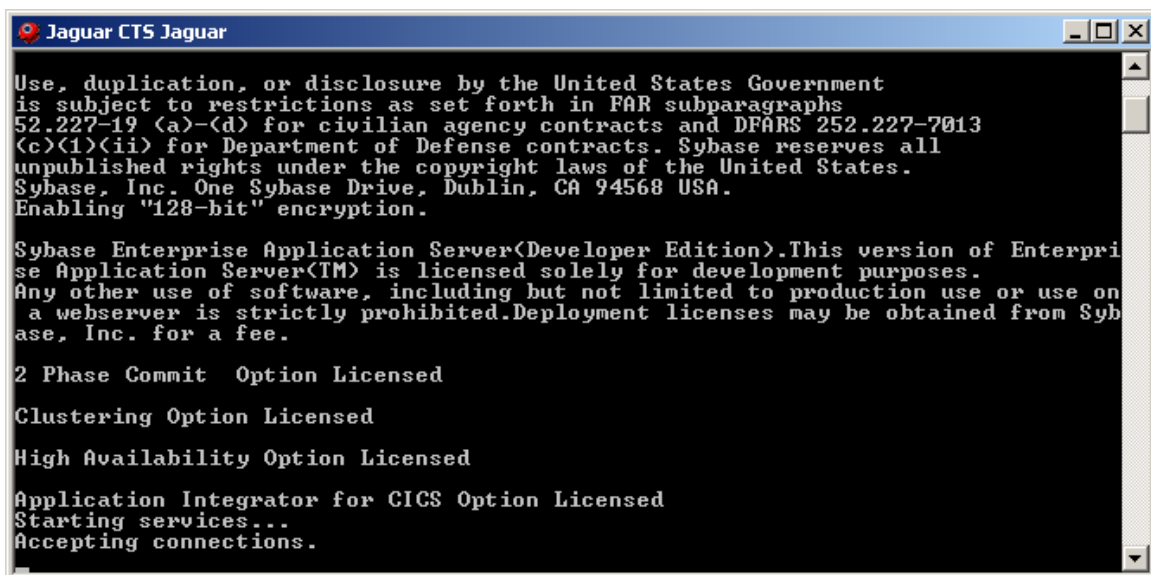 Jaguar CTS Jaguar
Use, duplication, or disclosure by the United States Government
is subject to restrictions as set forth in FAR subparagraphs
52.227-19 (a)-(d) for civilian agency contracts and DFARS 252.227-7013
(c)(1)(ii) for Department of Defense contracts. Sybase reserves all
unpublished rights under the copyright laws of the United States.
Sybase, Inc. One Sybase Drive, Dublin, CA 94568 USA.
Enabling "128-bit" encryption.
Sybase Enterprise Application Server(Developer Edition).This version of Enterpri
se Application Server(TM) is licensed solely for development purposes.
Any other use of software, including but not limited to production use or use on
 a webserver is strictly prohibited.Deployment licenses may be obtained from Syb
ase, Inc. for a fee.
2 Phase Commit  Option Licensed
Clustering Option Licensed
High Availability Option Licensed
Application Integrator for CICS Option Licensed
Starting services...
Accepting connections.